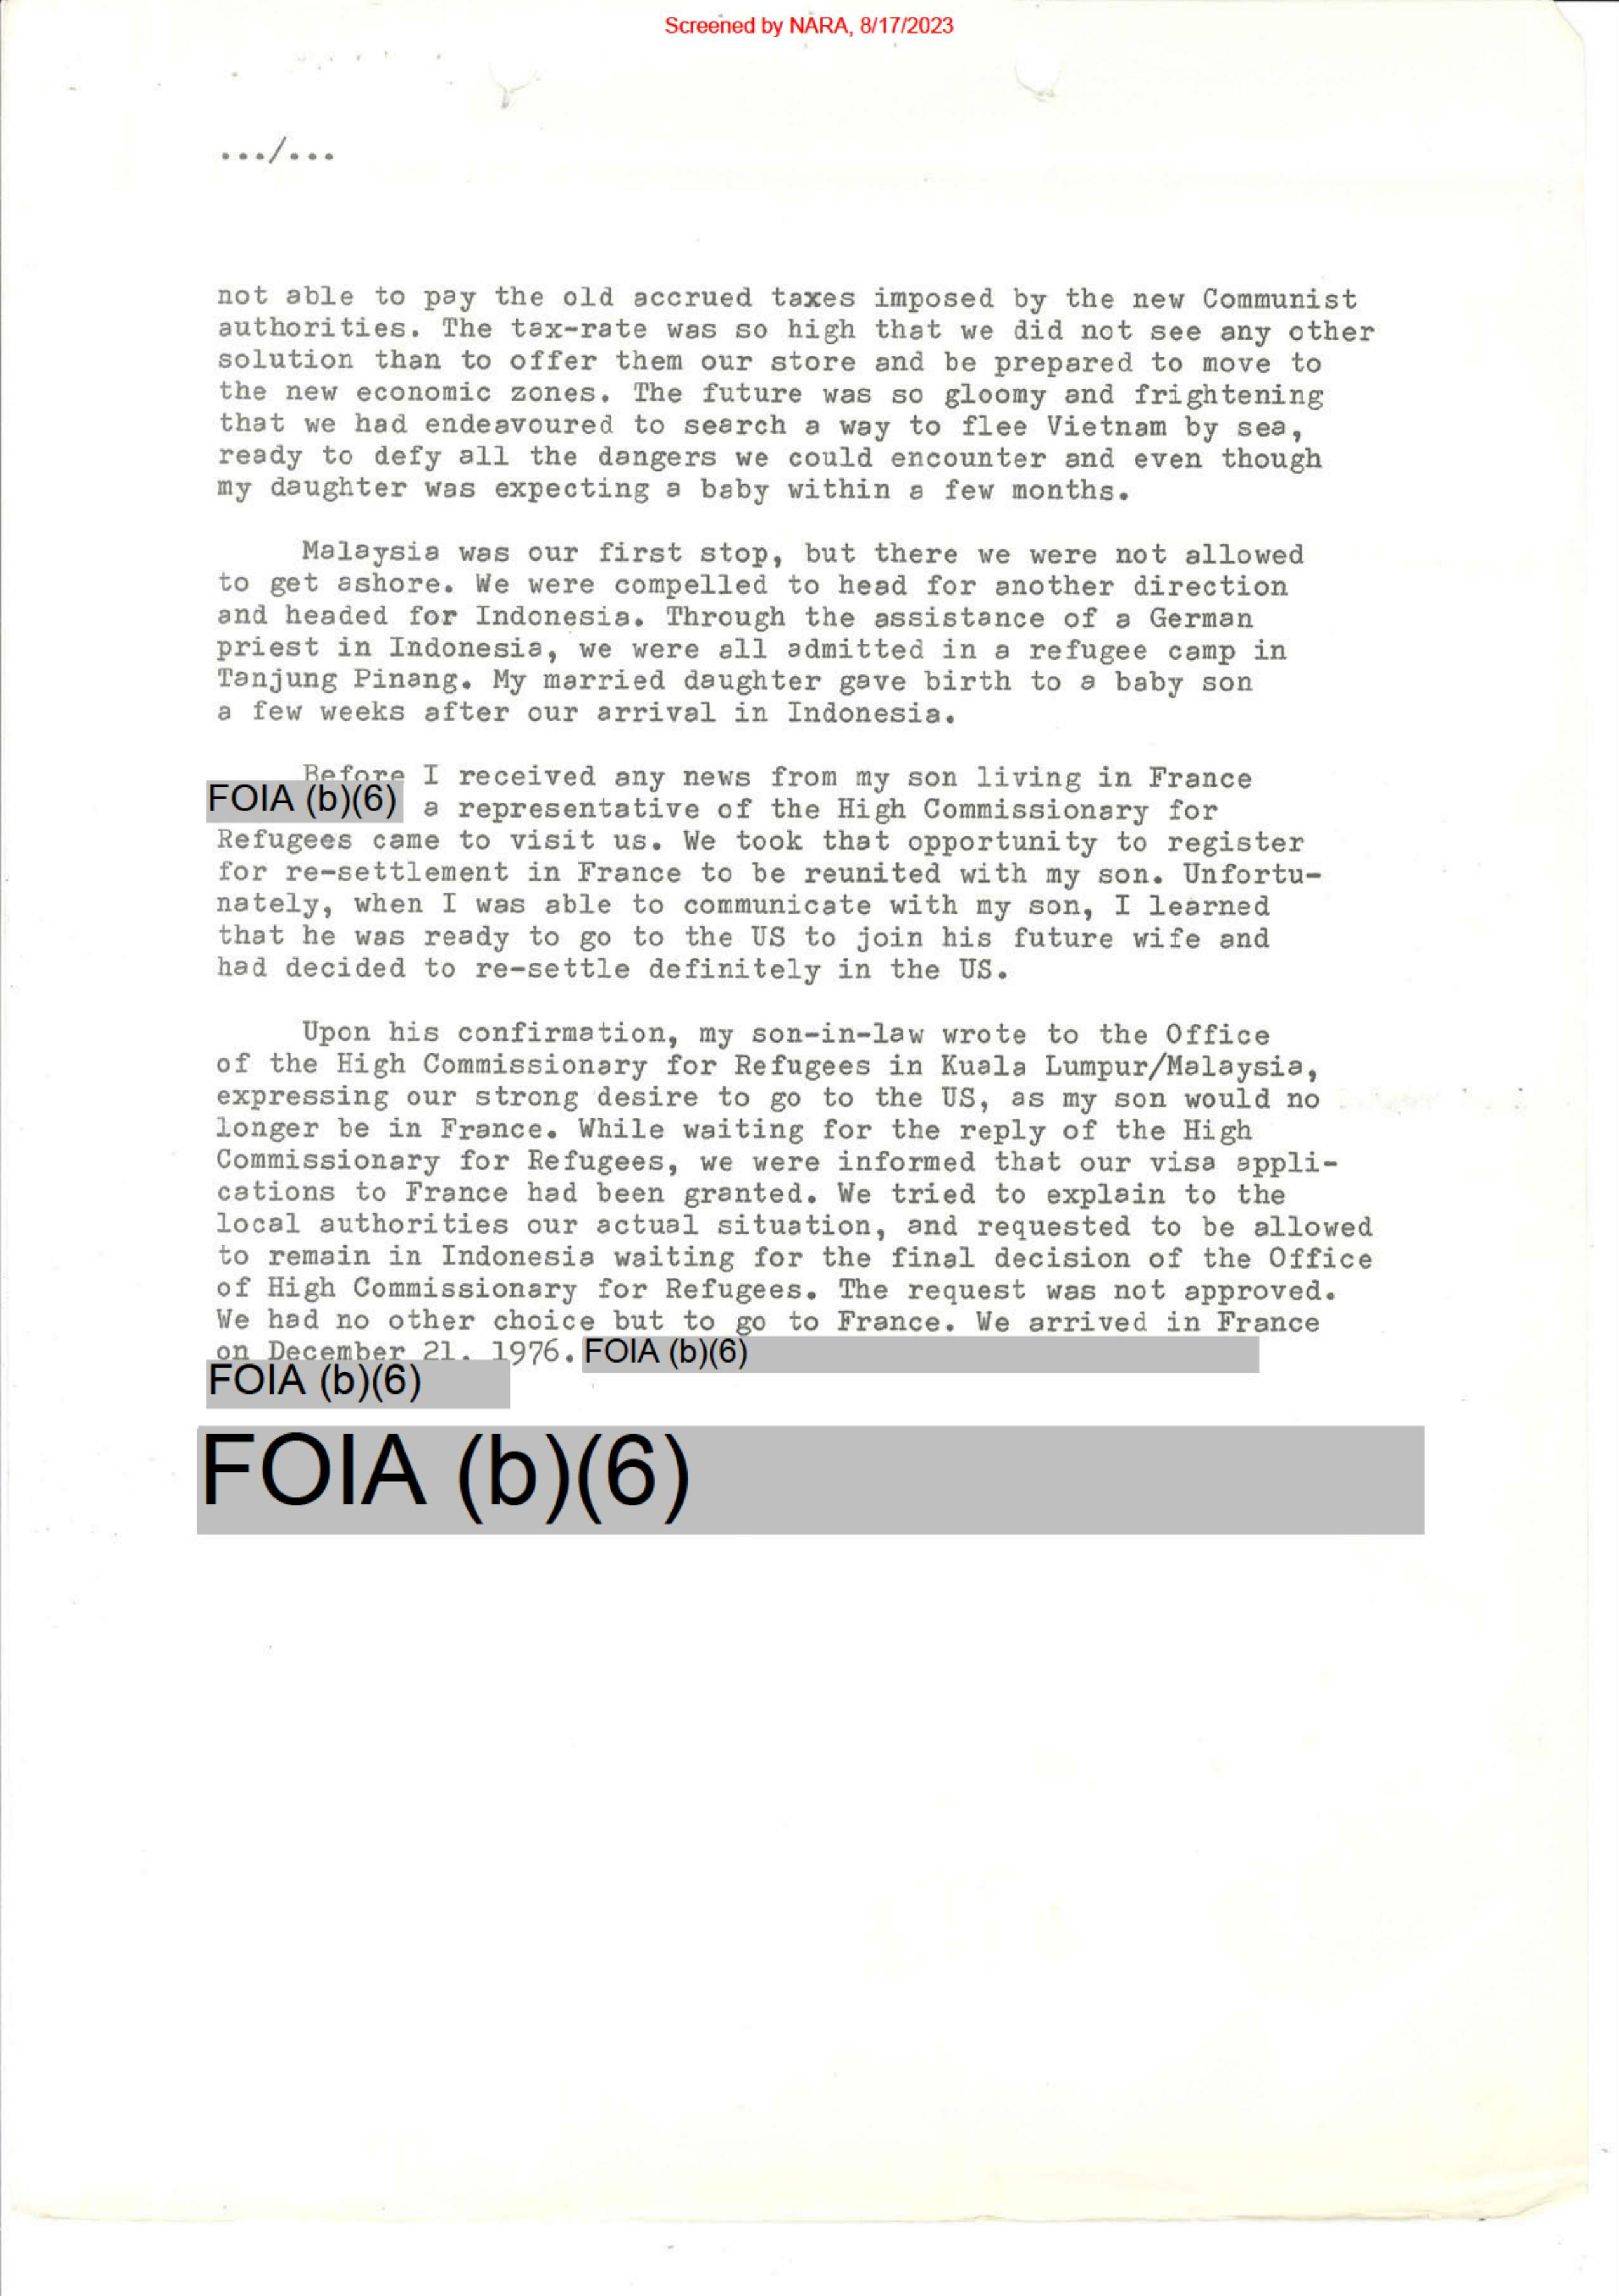 Screened by NARA, 8/17/2023
.../...
not able to pay the old accrued taxes imposed by the new Communist
authorities. The tax-rate was so high that we did not see any other
solution than to offer them our store and be prepared to move to
the new economic zones. The future was so gloomy and frightening
that we had endeavoured to search a way to flee Vietnam by sea,
ready to defy all the dangers we could encounter and even though
my daughter was expecting a baby within a few months.
Malaysia was our first stop, but there we were not allowed
to get ashore. We were compelled to head for another direction
and headed for Indonesia. Through the assistance of a German
priest in Indonesia, we were all admitted in a refugee camp in
Tanjung Pinang. My married daughter gave birth to a baby son
a few weeks after our arrival in Indonesia.
Before I received any news from my son living in France
FOIA (b)(6) a representative of the High Commissionary for
Refugees came to visit us. We took that opportunity to register
for re-settlement in France to be reunited with my son. Unfortu-
nately, when I was able to communicate with my son, I learned
that he was ready to go to the US to join his future wife and
had decided to re-settle definitely in the US.
Upon his confirmation, my son-in-law wrote to the Office
of the High Commissionary for Refugees in Kuala Lumpur/Malaysia,
expressing our strong desire to go to the US, as my son would no
longer be in France. While waiting for the reply of the High
Commissionary for Refugees, we were informed that our visa appli-
cations to France had been granted. We tried to explain to the
local authorities our actual situation, and requested to be allowed
to remain in Indonesia waiting for the final decision of the Office
of High Commissionary for Refugees. The request was not approved.
We had no other choice but to go to France. We arrived in France
on December 21, 1976. FOIA (b)(6)
FOIA (b)(6)
FOIA (b)(6)